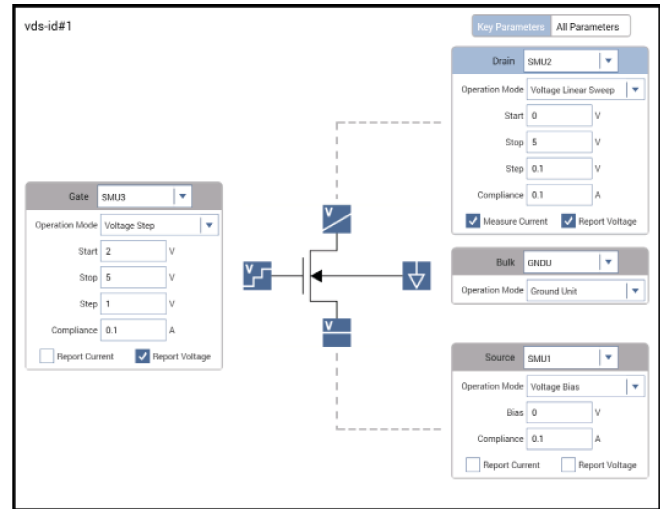 vds-id#1
Key Parameters All Parameters
Drain SMU2
Operation Mode Voltage Linear Sweep
Start 0 V
Stop 5 V
Step 0.1 V
Compliance 0.1 A
Measure Current Report Voltage
Gate SMU3
Operation Mode Voltage Step
Start 2 V
Stop 5 V
Step 1 V
Compliance 0.1 A
Report Current Report Voltage
V
V
V
Bulk GNDU
Operation Mode Ground Unit
Source SMU1
Operation Mode Voltage Bias
Bias 0 V
Compliance 0.1 A
Report Current Report Voltage